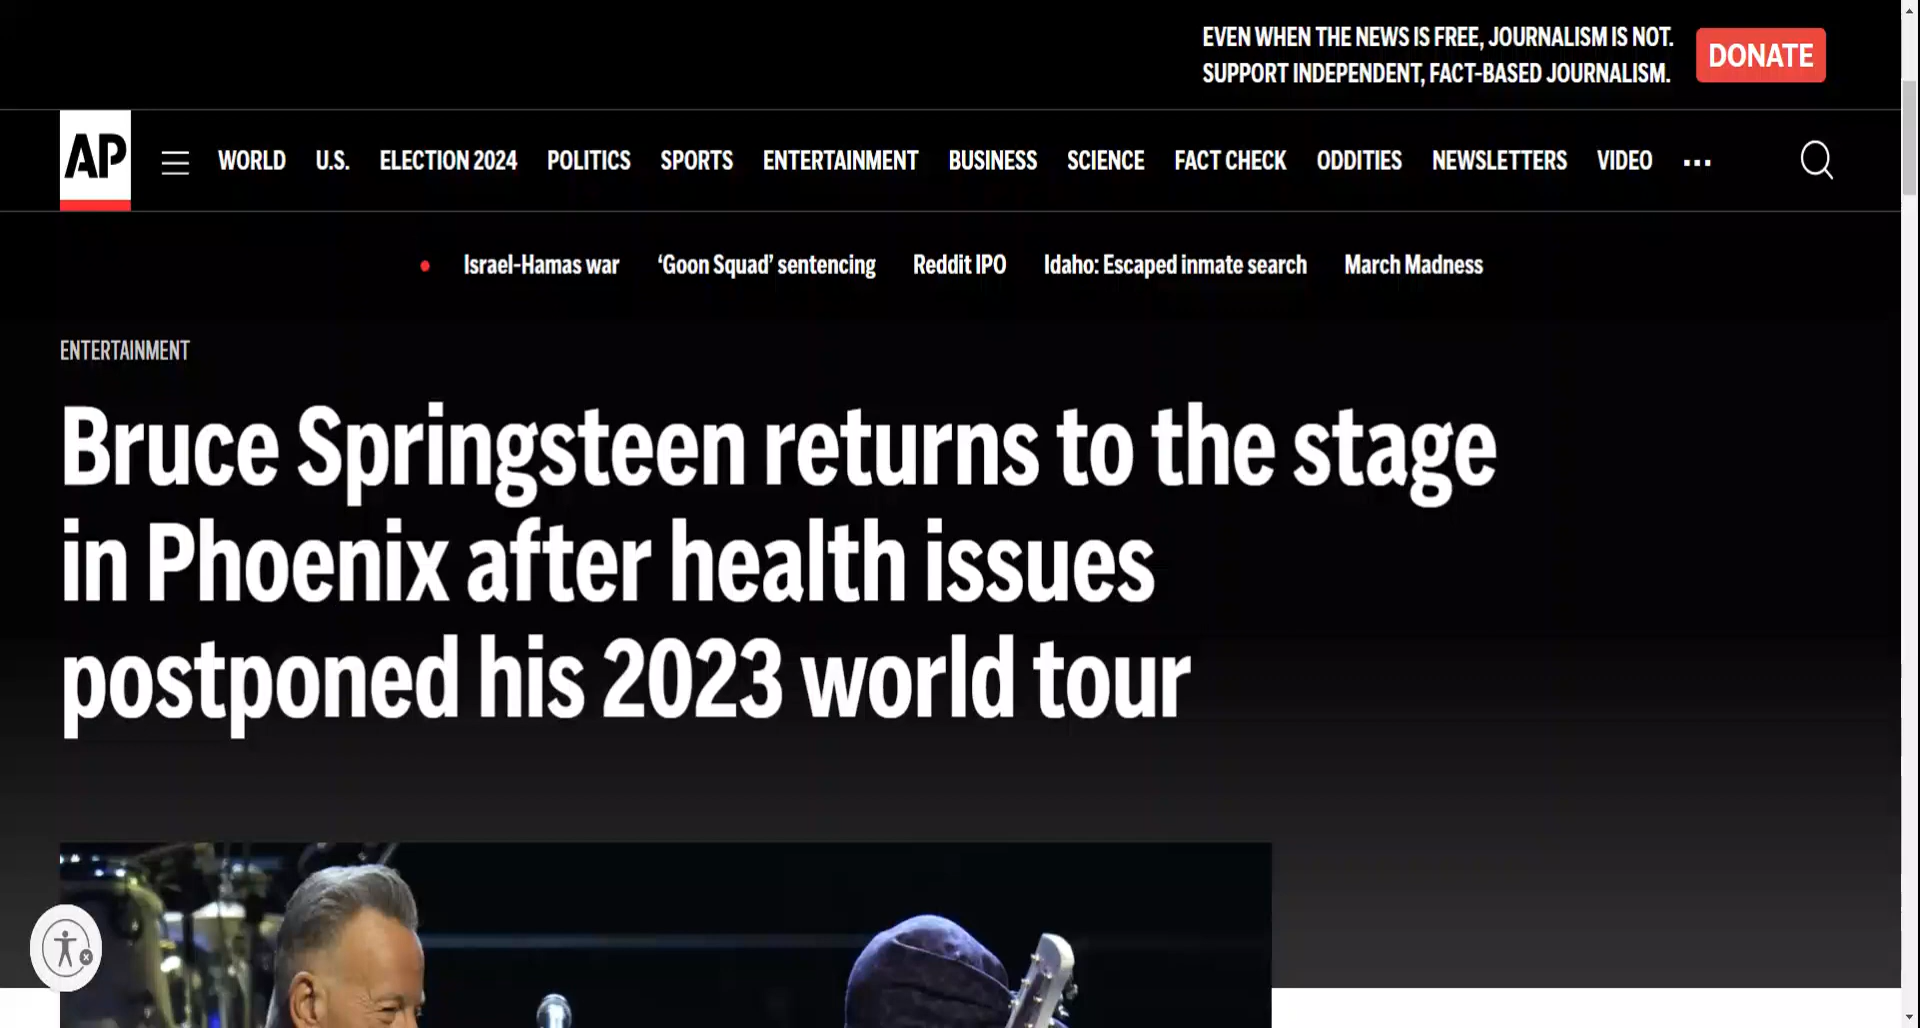 EVEN WHEN THE NEWS IS FREE, JOURNALISM IS NOT.
SUPPORT INDEPENDENT, FACT-BASED JOURNALISM.
DONATE
AP
WORLD U.S. ELECTION 2024 POLITICS SPORTS ENTERTAINMENT BUSINESS SCIENCE FACT CHECK ODDITIES NEWSLETTERS VIDEO ...
Israel-Hamas war ‘Goon Squad’ sentencing Reddit IPO Idaho: Escaped inmate search March Madness
ENTERTAINMENT
Bruce Springsteen returns to the stage
in Phoenix after health issues
postponed his 2023 world tour